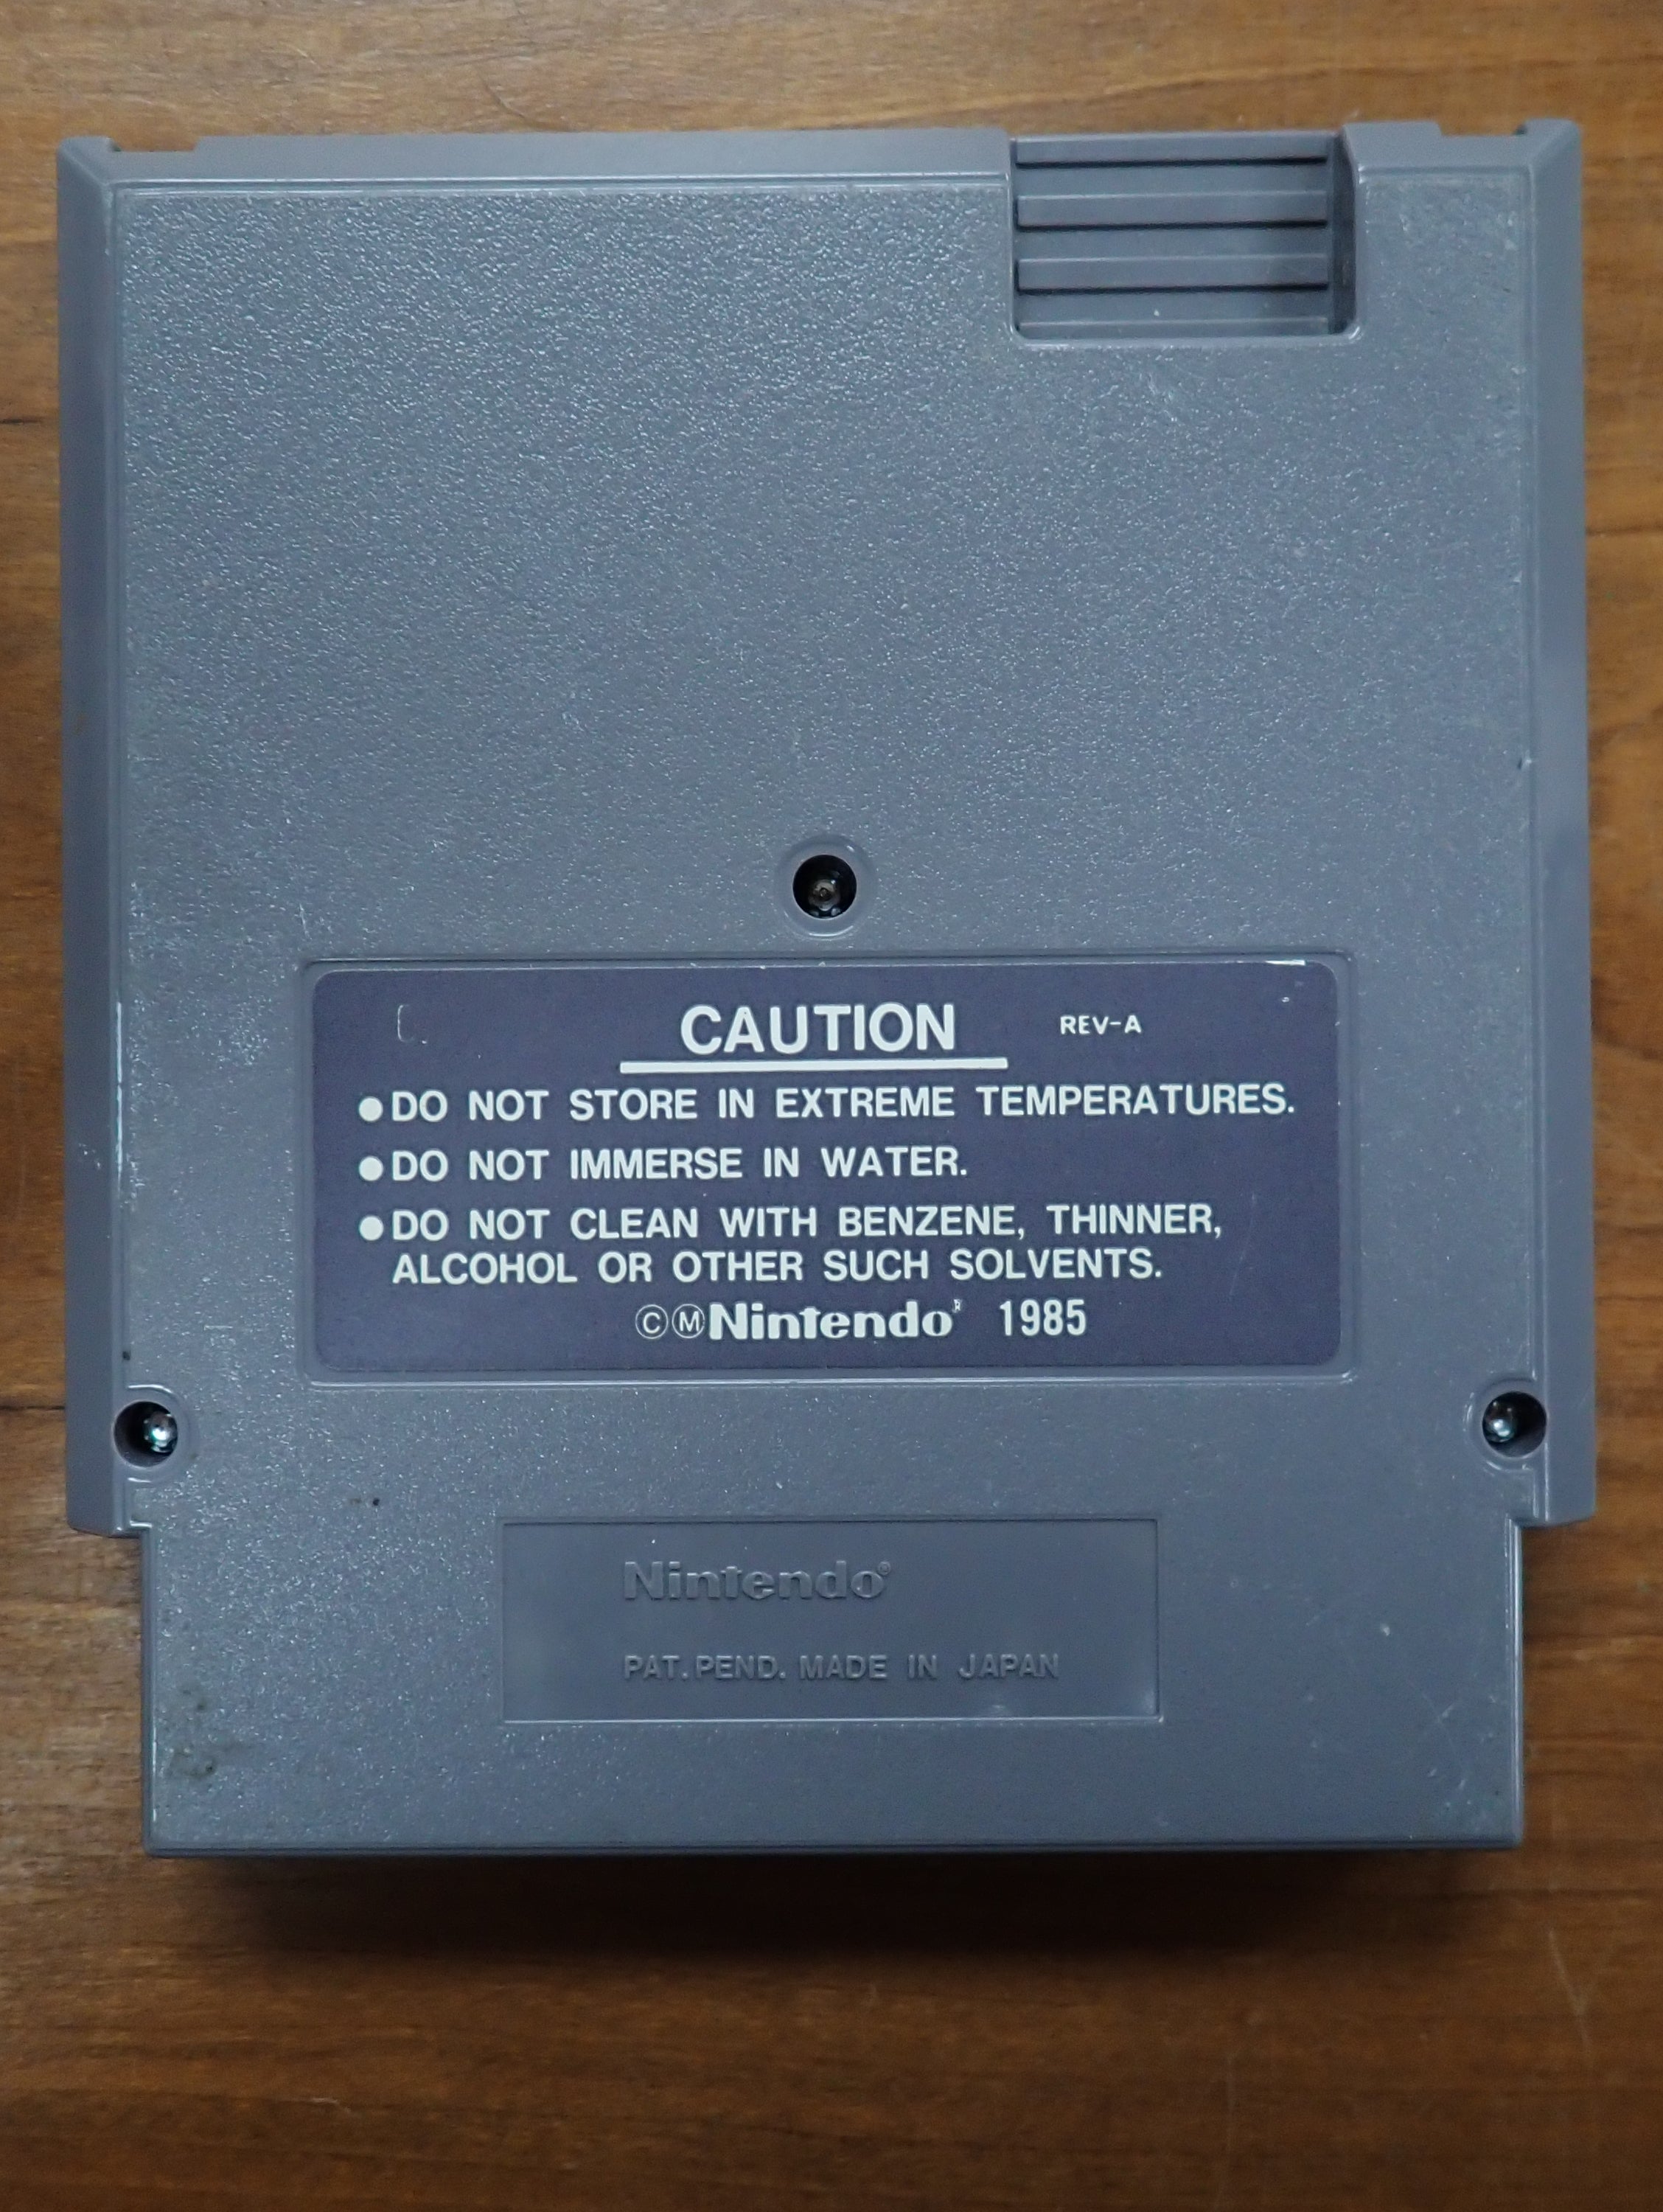 CAUTION REV-A
●DO NOT STORE IN EXTREME TEMPERATURES.
●DO NOT IMMERSE IN WATER.
●DO NOT CLEAN WITH BENZENE, THINNER,
ALCOHOL OR OTHER SUCH SOLVENTS.
©ⓂNintendo® 1985
Nintendo®
PAT. PEND. MADE IN JAPAN